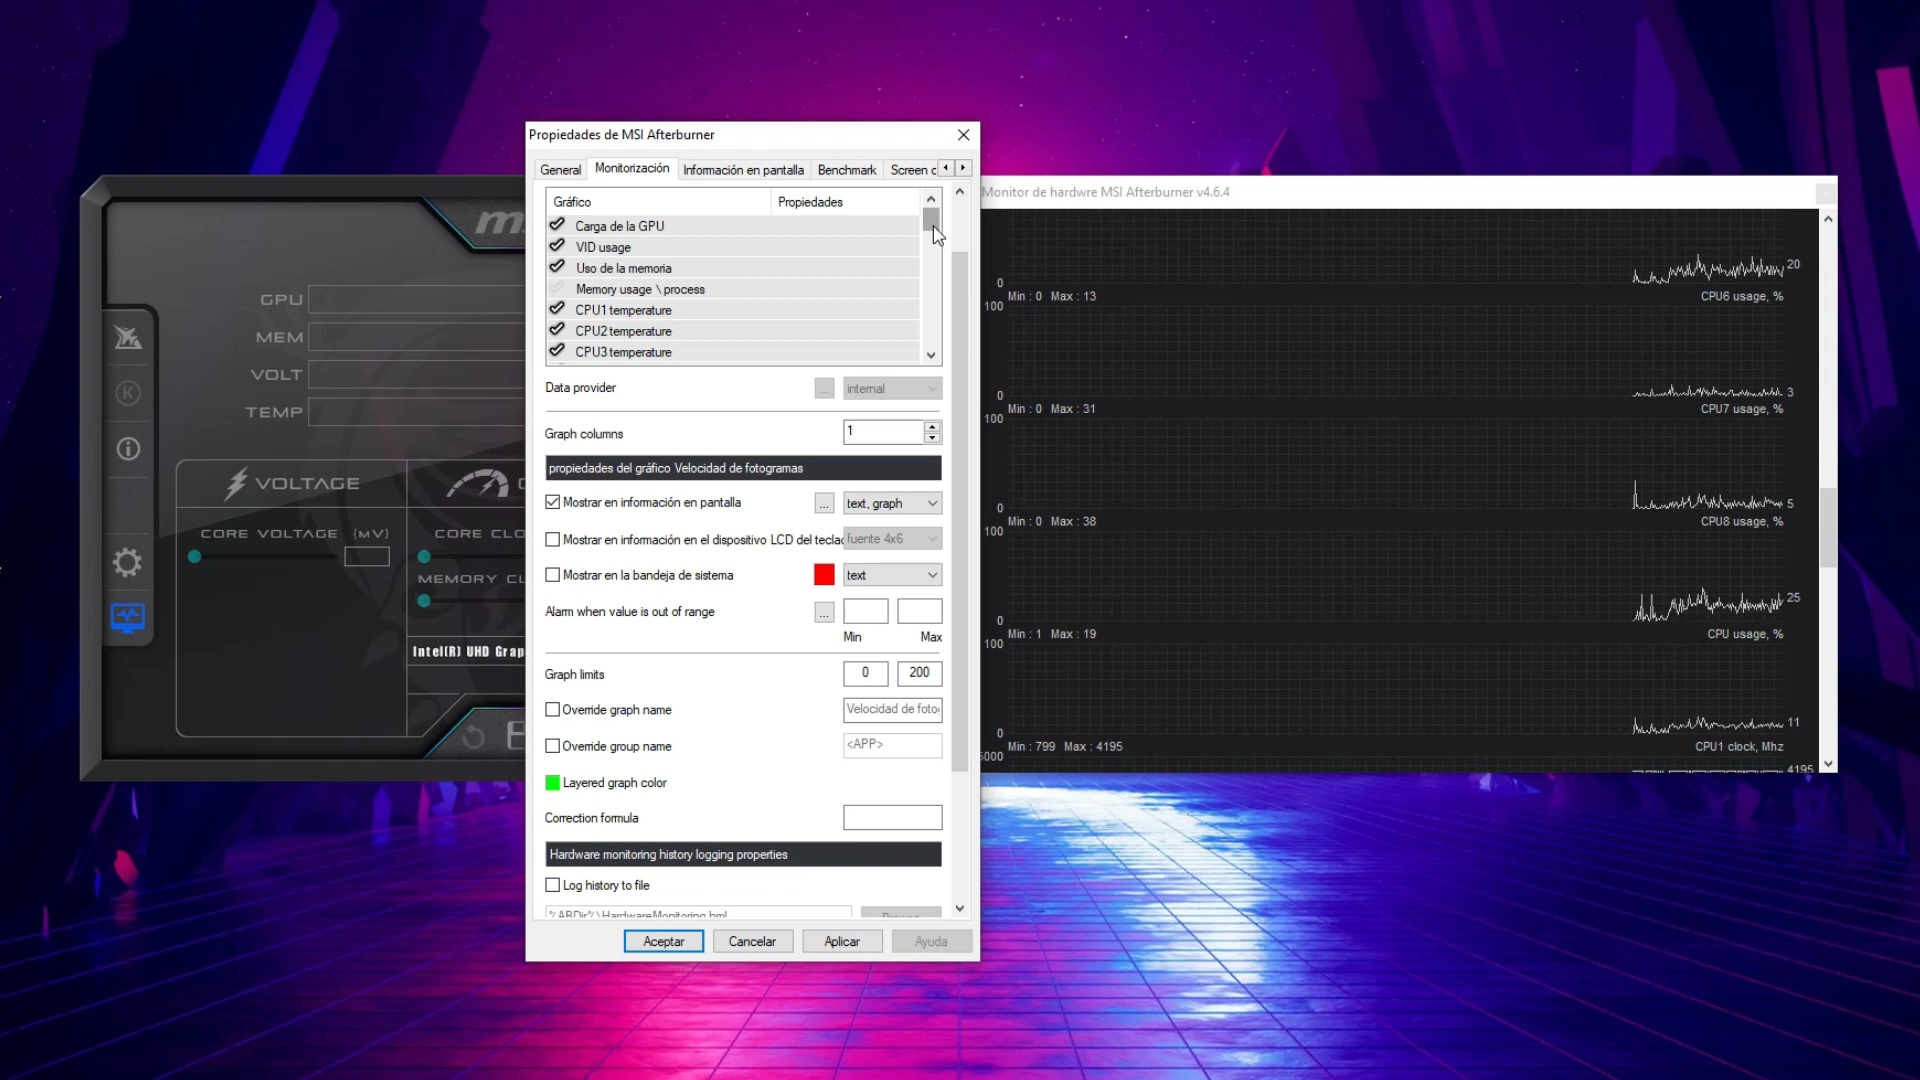 Propiedades de MSI Afterburner
General
Monitorización
Información en pantalla
Benchmark
Screen c
Gráfico
Propiedades
Carga de la GPU
VID usage
Uso de la memoria
Memory usage \ process
CPU1 temperature
CPU2 temperature
CPU3 temperature
Data provider
...
internal
Graph columns
1
propiedades del gráfico Velocidad de fotogramas
Mostrar en información en pantalla
...
text, graph
Mostrar en información en el dispositivo LCD del teclac
fuente 4x6
Mostrar en la bandeja de sistema
text
Alarm when value is out of range
...
Min
Max
Graph limits
0
200
Override graph name
Velocidad de foto
Override group name
<APP>
Layered graph color
Correction formula
Hardware monitoring history logging properties
Log history to file
%ABDir%\HardwareMonitoring.hml
Browse
Aceptar
Cancelar
Aplicar
Ayuda
GPU
MEM
VOLT
TEMP
K
VOLTAGE
CORE VOLTAGE (MV)
CORE CLO
MEMORY CL
Intel(R) UHD Grap
Monitor de hardwre MSI Afterburner v4.6.4
20
0
Min : 0 Max : 13
CPU6 usage, %
100
3
0
Min : 0 Max : 31
CPU7 usage, %
100
5
0
Min : 0 Max : 38
CPU8 usage, %
100
25
0
Min : 1 Max : 19
CPU usage, %
100
11
0
Min : 799 Max : 4195
CPU1 clock, Mhz
5000
4195